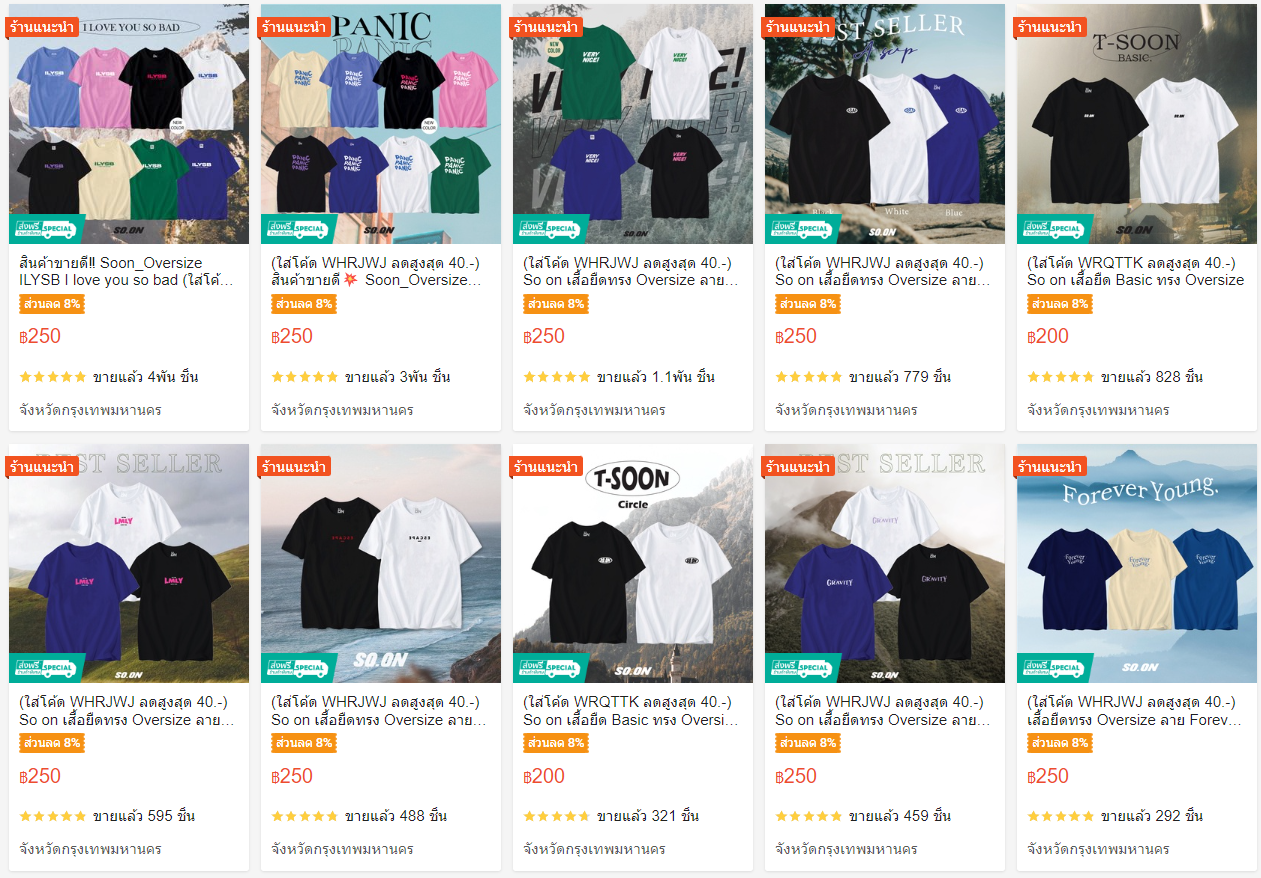 ร้านแนะนำ
I LOVE YOU SO BAD
ILYSB
ILYSB
ILYSB
ILYSB
NEW COLOR
ILYSB
ILYSB
ILYSB
ILYSB
ส่งฟรี SPECIAL
สินค้าขายดี!! Soon_Oversize
ILYSB I love you so bad (ใส่โค้...
ส่วนลด 8%
฿250
ขายแล้ว 4พัน ชิ้น
จังหวัดกรุงเทพมหานคร
ร้านแนะนำ
PANIC
PANIC
PANIC PANIC PANIC
NEW COLOR
ส่งฟรี SPECIAL
SO.ON
(ใส่โค้ด WHRJWJ ลดสูงสุด 40.-)
สินค้าขายดี💥 Soon_Oversize...
ส่วนลด 8%
฿250
ขายแล้ว 3พัน ชิ้น
จังหวัดกรุงเทพมหานคร
ร้านแนะนำ
NEW COLOR
VERY NICE!
VERY NICE!
VERY NICE!
VERY NICE!
ส่งฟรี SPECIAL
SO.ON
(ใส่โค้ด WHRJWJ ลดสูงสุด 40.-)
So on เสื้อยืดทรง Oversize ลาย...
ส่วนลด 8%
฿250
ขายแล้ว 1.1พัน ชิ้น
จังหวัดกรุงเทพมหานคร
ร้านแนะนำ
BEST SELLER
Black
White
Blue
ส่งฟรี SPECIAL
SO.ON
(ใส่โค้ด WHRJWJ ลดสูงสุด 40.-)
So on เสื้อยืดทรง Oversize ลาย...
ส่วนลด 8%
฿250
ขายแล้ว 779 ชิ้น
จังหวัดกรุงเทพมหานคร
ร้านแนะนำ
T-SOON
BASIC.
SO.ON
SO.ON
ส่งฟรี SPECIAL
SO.ON
(ใส่โค้ด WRQTTK ลดสูงสุด 40.-)
So on เสื้อยืด Basic ทรง Oversize
ส่วนลด 8%
฿200
ขายแล้ว 828 ชิ้น
จังหวัดกรุงเทพมหานคร
ร้านแนะนำ
BEST SELLER
LMLY
LMLY
LMLY
ส่งฟรี SPECIAL
SO.ON
(ใส่โค้ด WHRJWJ ลดสูงสุด 40.-)
So on เสื้อยืดทรง Oversize ลาย...
ส่วนลด 8%
฿250
ขายแล้ว 595 ชิ้น
จังหวัดกรุงเทพมหานคร
ร้านแนะนำ
ส่งฟรี SPECIAL
SO.ON
(ใส่โค้ด WHRJWJ ลดสูงสุด 40.-)
So on เสื้อยืดทรง Oversize ลาย...
ส่วนลด 8%
฿250
ขายแล้ว 488 ชิ้น
จังหวัดกรุงเทพมหานคร
ร้านแนะนำ
T-SOON
Circle
ส่งฟรี SPECIAL
SO.ON
(ใส่โค้ด WRQTTK ลดสูงสุด 40.-)
So on เสื้อยืด Basic ทรง Oversi...
ส่วนลด 8%
฿200
ขายแล้ว 321 ชิ้น
จังหวัดกรุงเทพมหานคร
ร้านแนะนำ
BEST SELLER
GRAVITY
GRAVITY
GRAVITY
ส่งฟรี SPECIAL
SO.ON
(ใส่โค้ด WHRJWJ ลดสูงสุด 40.-)
So on เสื้อยืดทรง Oversize ลาย...
ส่วนลด 8%
฿250
ขายแล้ว 459 ชิ้น
จังหวัดกรุงเทพมหานคร
ร้านแนะนำ
Forever Young.
Forever Young.
Forever Young.
Forever Young.
ส่งฟรี SPECIAL
SO.ON
(ใส่โค้ด WHRJWJ ลดสูงสุด 40.-)
เสื้อยืดทรง Oversize ลาย Forev...
ส่วนลด 8%
฿250
ขายแล้ว 292 ชิ้น
จังหวัดกรุงเทพมหานคร